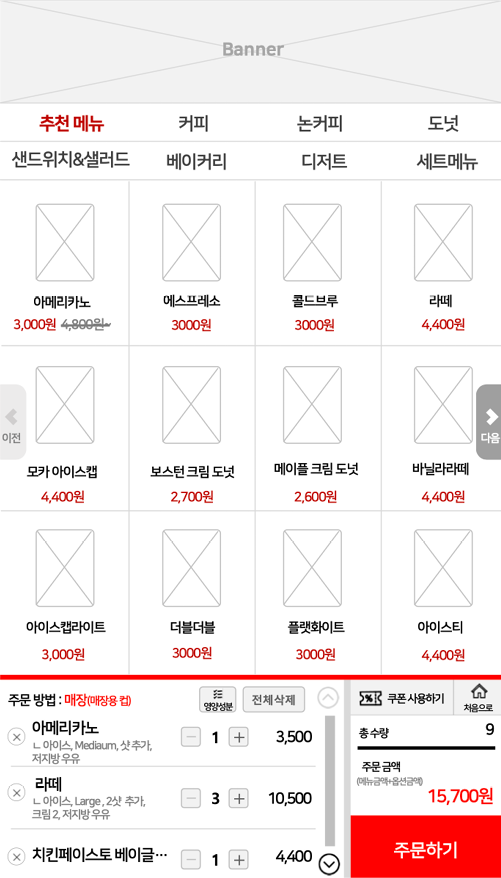 Banner
추천 메뉴 커피 논커피 도넛
샌드위치&샐러드 베이커리 디저트 세트메뉴
아메리카노 에스프레소 콜드브루 라떼
3,000원 4,800원~ 3000원 3000원 4,400원
이전 다음
모카 아이스캡 보스턴 크림 도넛 메이플 크림 도넛 바닐라라떼
4,400원 2,700원 2,600원 4,400원
아이스캡라이트 더블더블 플랫화이트 아이스티
3,000원 3000원 3000원 4,400원
주문 방법 : 매장(매장용 컵) 영양성분 전체삭제
아메리카노
ㄴ 아이스, Mediaum, 샷 추가,
저지방 우유
1 3,500
라떼
ㄴ 아이스, Large , 2샷 추가,
크림 2, 저지방 우유
3 10,500
치킨페이스토 베이글… 1 4,400
쿠폰 사용하기 처음으로
총 수량 9
주문 금액
(메뉴금액+옵션금액)
15,700원
주문하기